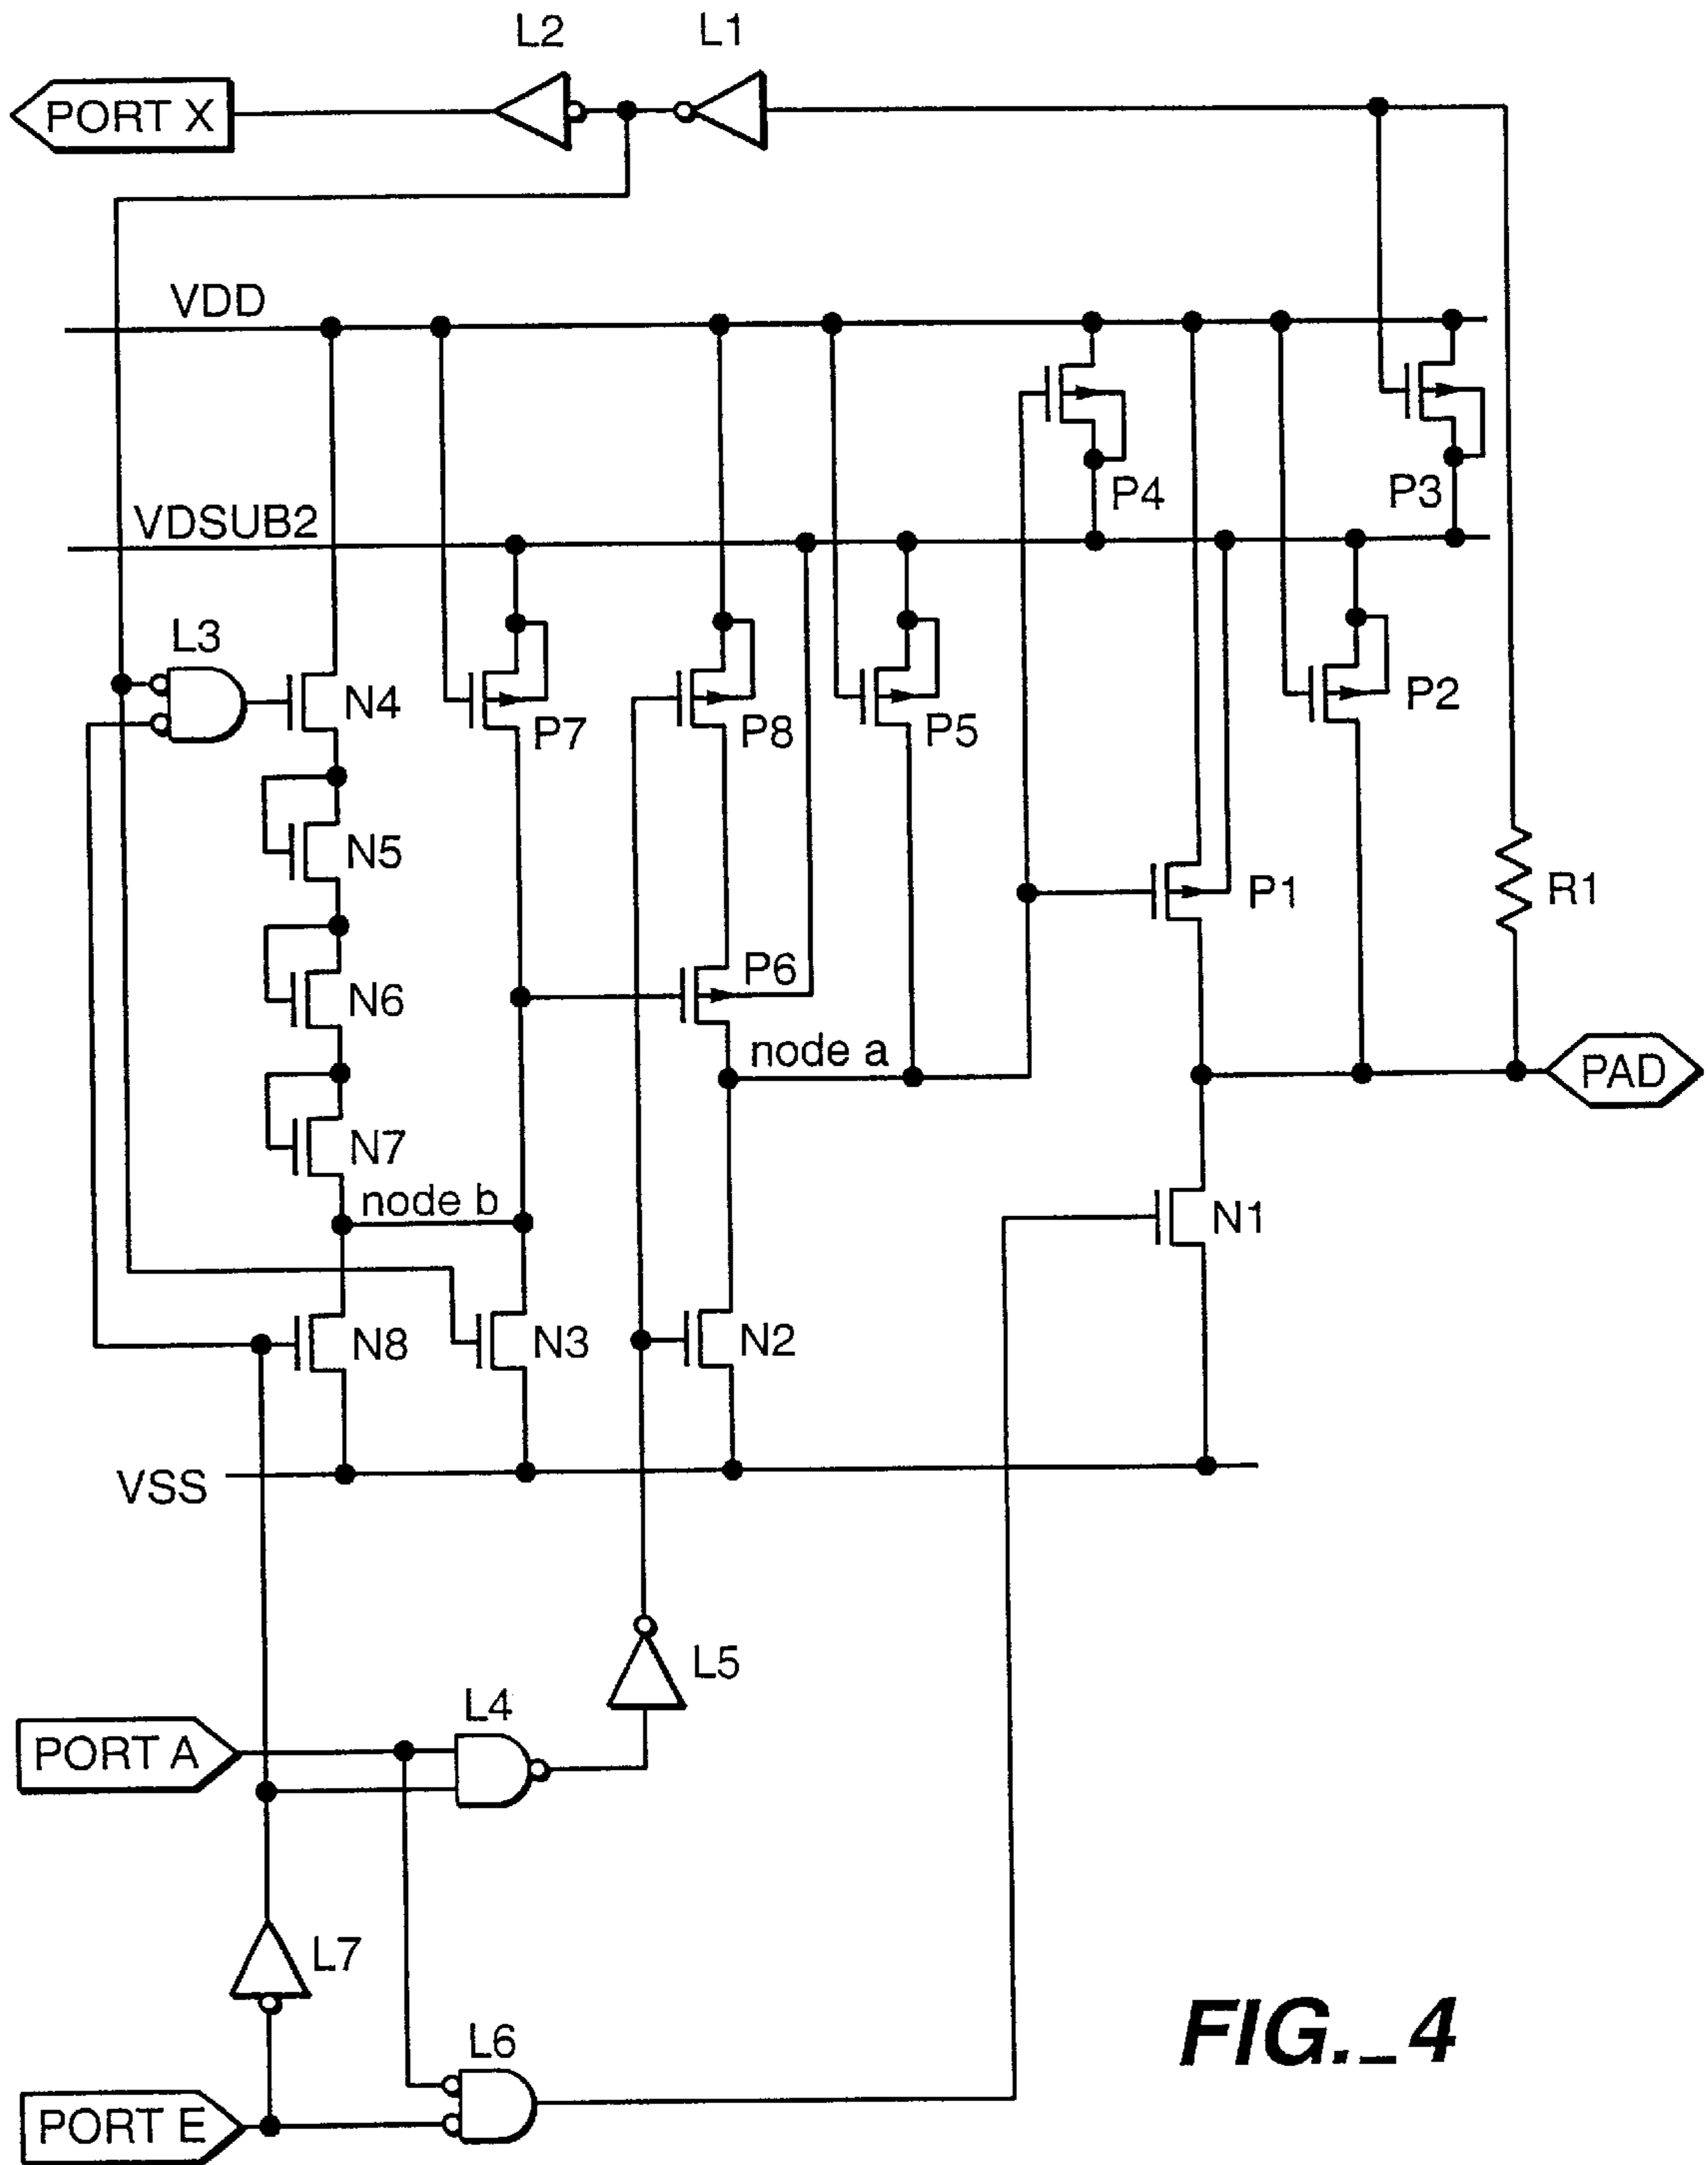 L2
L1
PORT X
VDD
P4
P3
VDSUB2
L3
N4
P7
P8
P5
P2
N5
P1
R1
P6
N6
node a
PAD
N7
node b
N1
N8
N3
N2
VSS
L5
L4
PORT A
L7
L6
PORT E
FIG._4